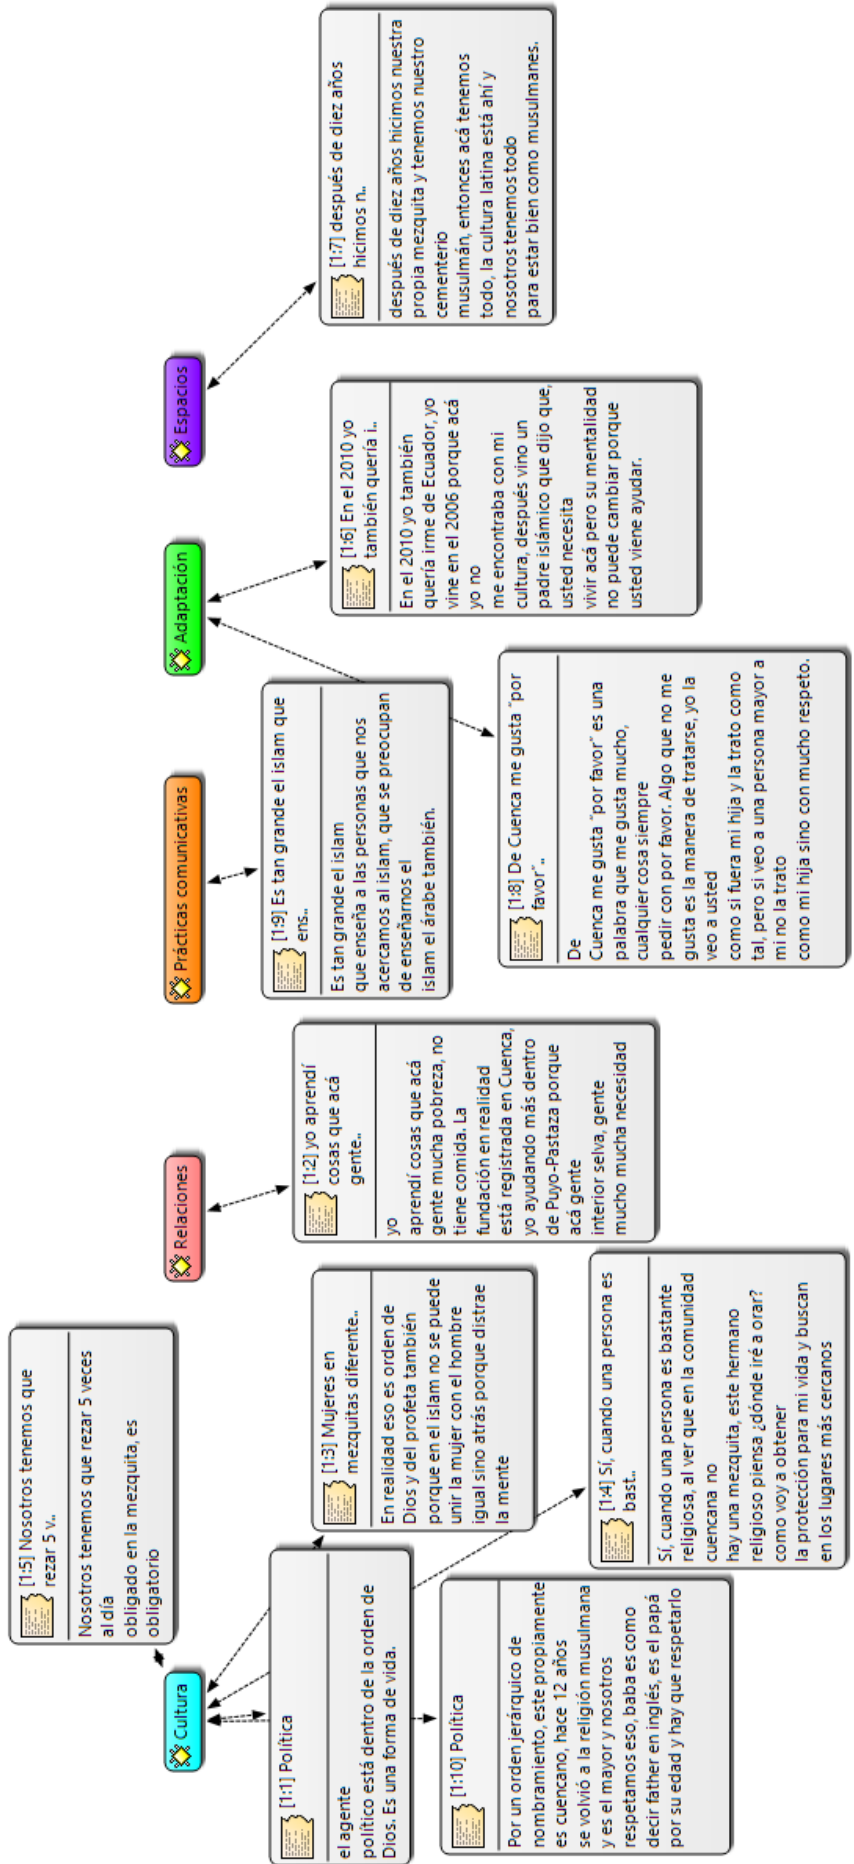 [1:5] Nosotros tenemos que
rezar 5 v..
Nosotros tenemos que rezar 5 veces
al día
obligado en la mezquita, es
obligatorio
Cultura
[1:1] Política
el agente
político está dentro de la orden de
Dios. Es una forma de vida.
[1:10] Política
Por un orden jerárquico de
nombramiento, este propiamente
es cuencano, hace 12 años
se volvió a la religión musulmana
y es el mayor y nosotros
respetamos eso, baba es como
decir father en inglés, es el papá
por su edad y hay que respetarlo
[1:3] Mujeres en
mezquitas diferente..
En realidad eso es orden de
Dios y del profeta también
porque en el islam no se puede
unir la mujer con el hombre
igual sino atrás porque distrae
la mente
[1:4] Sí, cuando una persona es
bast..
Sí, cuando una persona es bastante
religiosa, al ver que en la comunidad
cuencana no
hay una mezquita, este hermano
religioso piensa ¿dónde iré a orar?
como voy a obtener
la protección para mi vida y buscan
en los lugares más cercanos
Relaciones
[1:2] yo aprendí
cosas que acá
gente..
yo
aprendí cosas que acá
gente mucha pobreza, no
tiene comida. La
fundación en realidad
está registrada en Cuenca,
yo ayudando más dentro
de Puyo-Pastaza porque
acá gente
interior selva, gente
mucho mucha necesidad
Prácticas comunicativas
[1:9] Es tan grande el islam que
ens..
Es tan grande el islam
que enseña a las personas que nos
acercamos al islam, que se preocupan
de enseñarnos el
islam el árabe también.
Adaptación
[1:8] De Cuenca me gusta "por
favor"..
De
Cuenca me gusta "por favor" es una
palabra que me gusta mucho,
cualquier cosa siempre
pedir con por favor. Algo que no me
gusta es la manera de tratarse, yo la
veo a usted
como si fuera mi hija y la trato como
tal, pero si veo a una persona mayor a
mi no la trato
como mi hija sino con mucho respeto.
[1:6] En el 2010 yo
también quería i..
En el 2010 yo también
quería irme de Ecuador, yo
vine en el 2006 porque acá
yo no
me encontraba con mi
cultura, después vino un
padre islámico que dijo que,
usted necesita
vivir acá pero su mentalidad
no puede cambiar porque
usted viene ayudar.
Espacios
[1:7] después de diez años
hicimos n..
después de diez años hicimos nuestra
propia mezquita y tenemos nuestro
cementerio
musulmán, entonces acá tenemos
todo, la cultura latina está ahí y
nosotros tenemos todo
para estar bien como musulmanes.